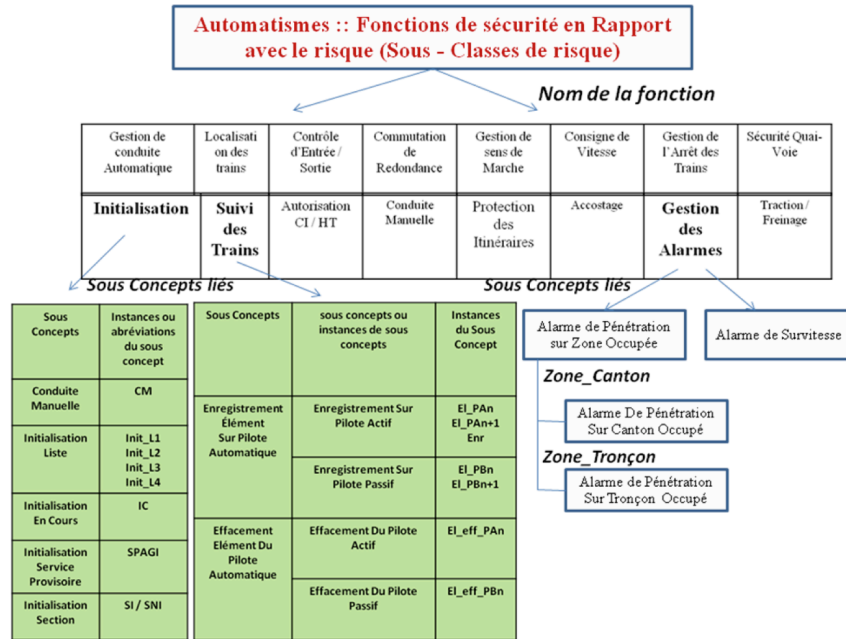 Automatismes :: Fonctions de sécurité en Rapport
avec le risque (Sous - Classes de risque)
Nom de la fonction
Gestion de
conduite
Automatique
Localisati
on des
trains
Contrôle
d'Entrée /
Sortie
Commutation
de
Redondance
Gestion de
sens de
Marche
Consigne de
Vitesse
Gestion de
l'Arrêt des
Trains
Sécurité Quai-
Voie
Initialisation
Suivi
des
Trains
Autorisation
CI / HT
Conduite
Manuelle
Protection
des
Itinéraires
Accostage
Gestion
des
Alarmes
Traction /
Freinage
Sous Concepts liés
Sous Concepts liés
Sous
Concepts
Instances ou
abréviations
du sous
concept
Conduite
Manuelle
CM
Initialisation
Liste
Init_L1
Init_L2
Init_L3
Init_L4
Initialisation
En Cours
IC
Initialisation
Service
Provisoire
SPAGI
Initialisation
Section
SI / SNI
Sous Concepts
sous concepts ou
instances de sous
concepts
Instances
du Sous
Concept
Enregistrement
Élément
Sur Pilote
Automatique
Enregistrement Sur
Pilote Actif
El_PAn
El_PAn+1
Enr
Enregistrement Sur
Pilote Passif
El_PBn
El_PBn+1
Effacement
Elément Du
Pilote
Automatique
Effacement Du Pilote
Actif
El_eff_PAn
Effacement Du Pilote
Passif
El_eff_PBn
Alarme de Pénétration
sur Zone Occupée
Alarme de Survitesse
Zone_Canton
Alarme De Pénétration
Sur Canton Occupé
Zone_Tronçon
Alarme de Pénétration
Sur Tronçon Occupé